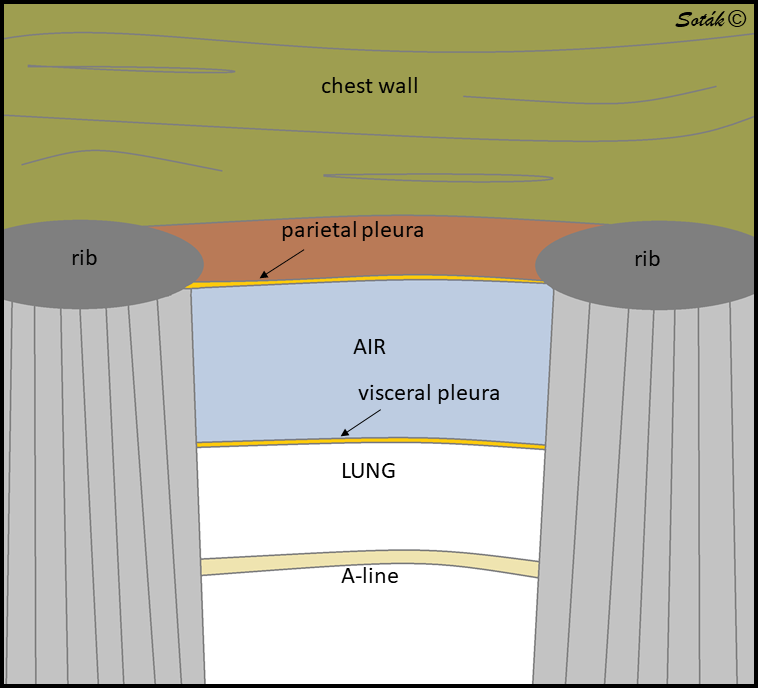 Soták ©
chest wall
parietal pleura
rib
rib
AIR
visceral pleura
LUNG
A-line